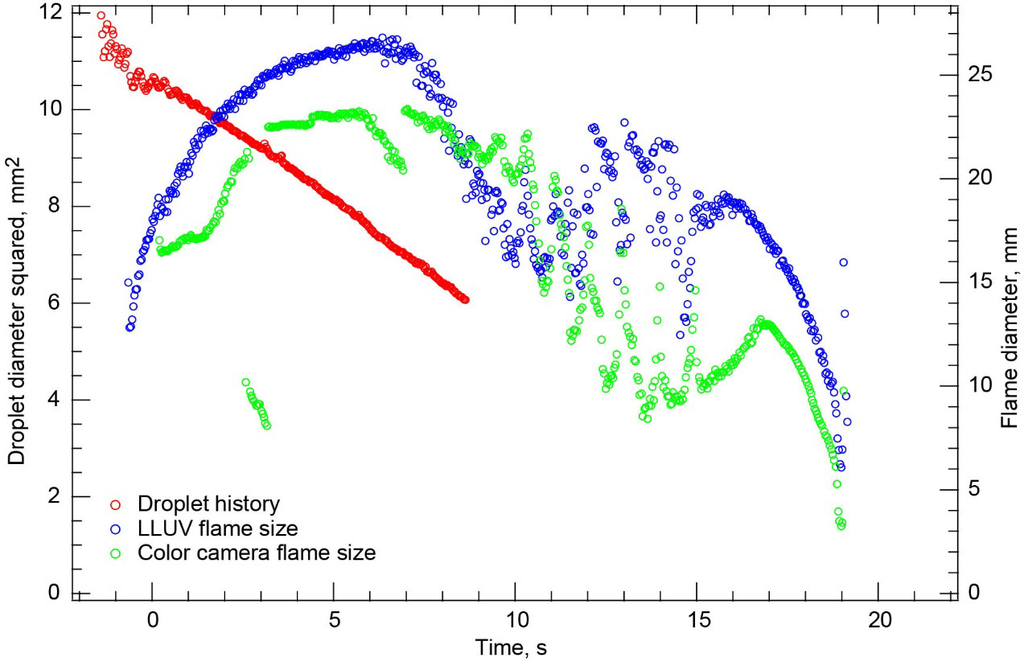 12
10
8
6
4
2
0
Droplet diameter squared, mm2
25
20
15
10
5
0
Flame diameter, mm
Droplet history
LLUV flame size
Color camera flame size
0 5 10 15 20
Time, s